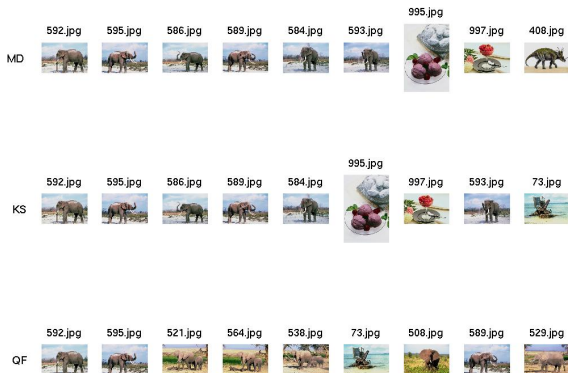 995.jpg
592.jpg 595.jpg 586.jpg 589.jpg 584.jpg 593.jpg 997.jpg 408.jpg
MD
995.jpg
592.jpg 595.jpg 586.jpg 589.jpg 584.jpg 997.jpg 593.jpg 73.jpg
KS
592.jpg 595.jpg 521.jpg 564.jpg 538.jpg 73.jpg 508.jpg 589.jpg 529.jpg
QF